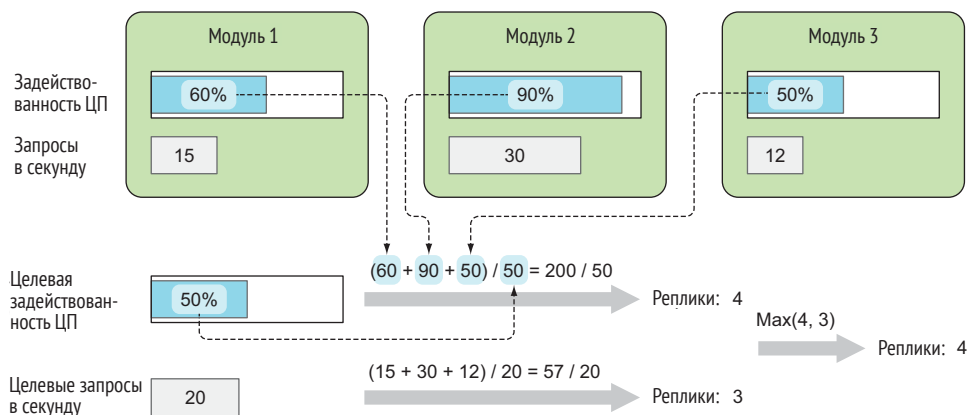 Модуль 1
Модуль 2
Модуль 3
Задейство-
ванность ЦП
60%
90%
50%
Запросы
в секунду
15
30
12
(60 + 90 + 50) / 50 = 200 / 50
Целевая
задействован-
ность ЦП
50%
Реплики: 4
Max(4, 3)
Реплики: 4
(15 + 30 + 12) / 20 = 57 / 20
Целевые запросы
в секунду
20
Реплики: 3